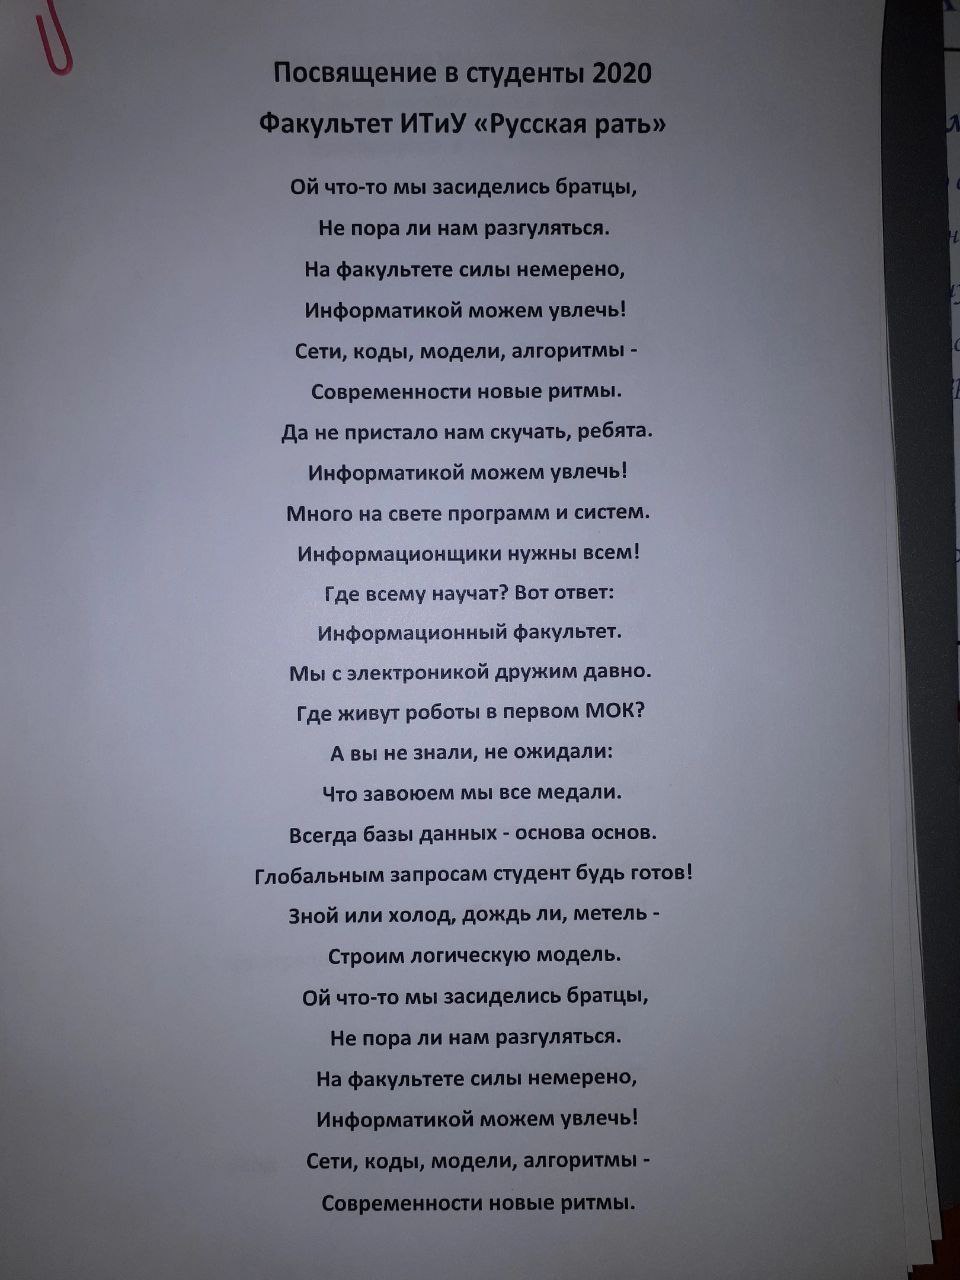 Посвящение в студенты 2020
Факультет ИТиУ «Русская рать»
Ой что-то мы засиделись братцы,
Не пора ли нам разгуляться.
На факультете силы немерено,
Информатикой можем увлечь!
Сети, коды, модели, алгоритмы -
Современности новые ритмы.
Да не пристало нам скучать, ребята.
Информатикой можем увлечь!
Много на свете программ и систем.
Информационщики нужны всем!
Где всему научат? Вот ответ:
Информационный факультет.
Мы с электроникой дружим давно.
Где живут роботы в первом МОК?
А вы не знали, не ожидали:
Что завоюем мы все медали.
Всегда базы данных - основа основ.
Глобальным запросам студент будь готов!
Зной или холод, дождь ли, метель -
Строим логическую модель.
Ой что-то мы засиделись братцы,
Не пора ли нам разгуляться.
На факультете силы немерено,
Информатикой можем увлечь!
Сети, коды, модели, алгоритмы -
Современности новые ритмы.